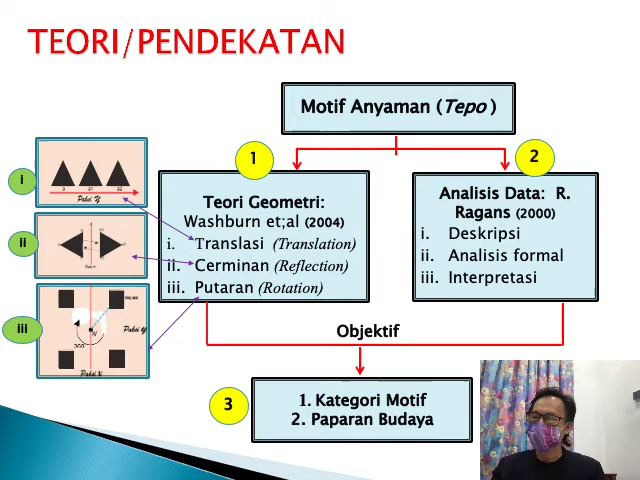 TEORI/PENDEKATAN
Motif Anyaman (Tepo )
1
2
i
Paksi Y
ii
iii
Paksi y
Paksi X
Teori Geometri:
Washburn et;al (2004)
i. Translasi (Translation)
ii. Cerminan (Reflection)
iii. Putaran (Rotation)
Analisis Data: R.
Ragans (2000)
i. Deskripsi
ii. Analisis formal
iii. Interpretasi
Objektif
3
1. Kategori Motif
2. Paparan Budaya